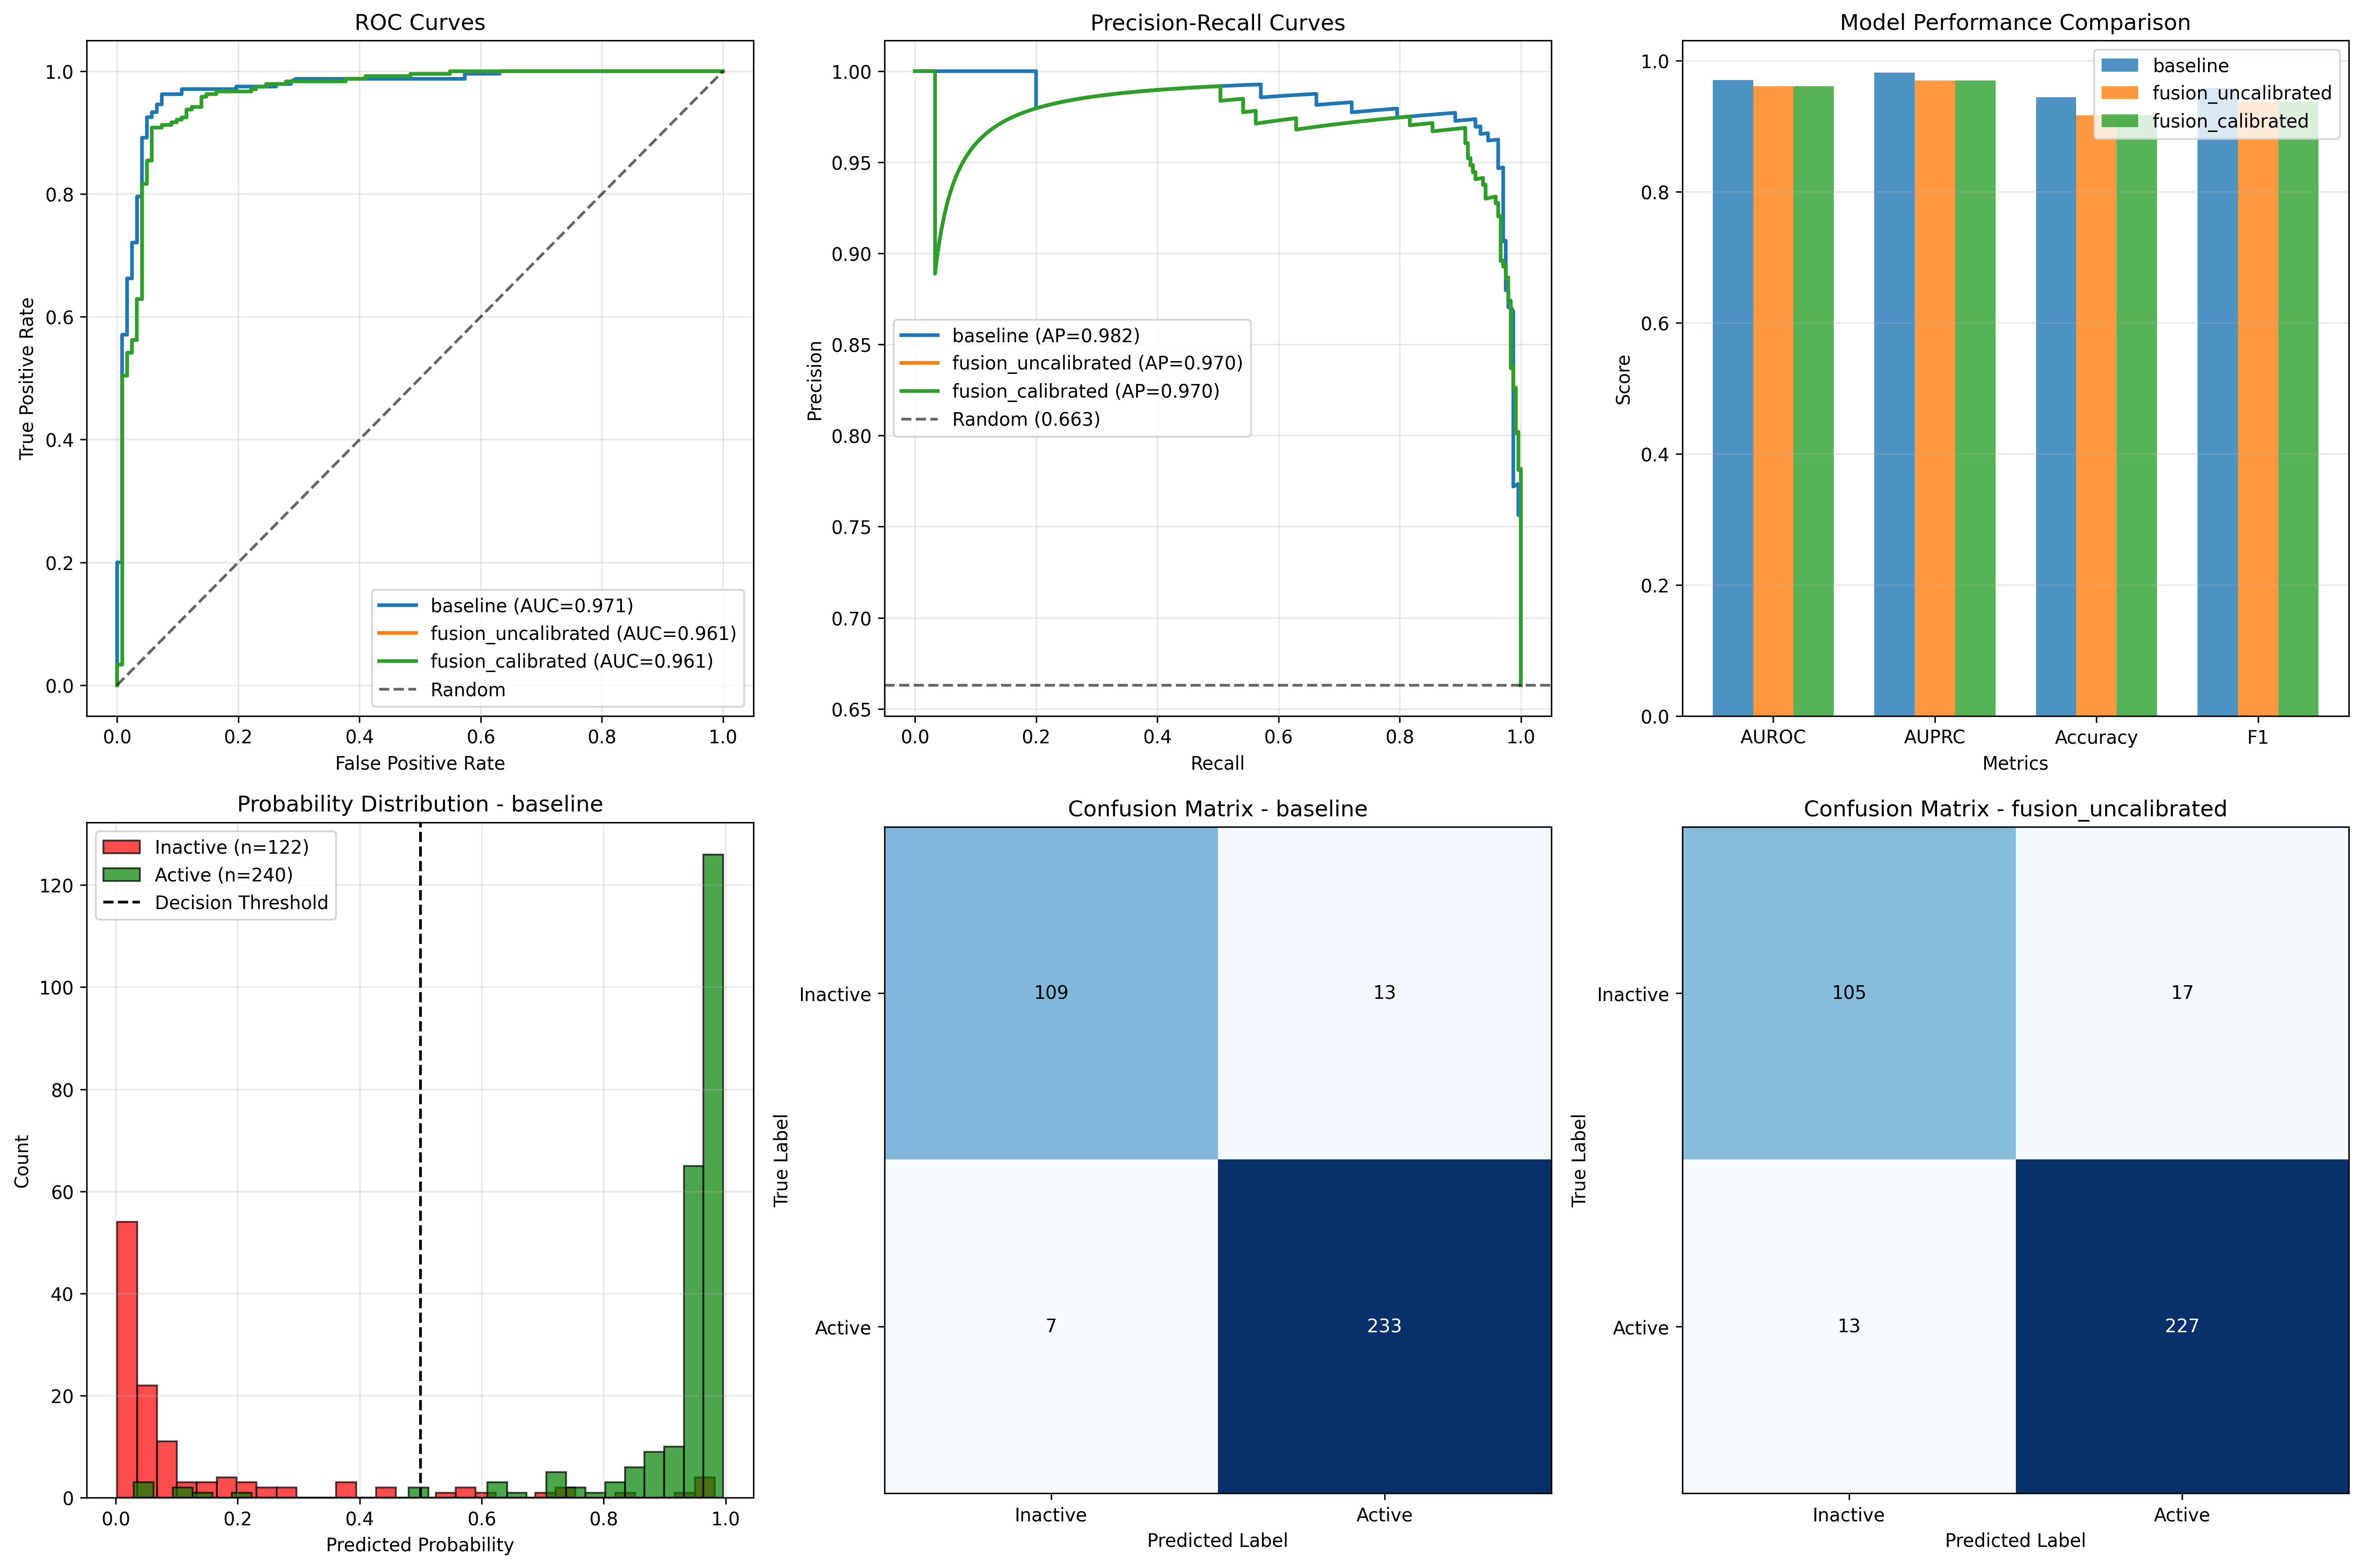 ROC Curves
1.0
0.8
0.6
0.4
0.2
0.0
True Positive Rate
baseline (AUC=0.971)
fusion_uncalibrated (AUC=0.961)
fusion_calibrated (AUC=0.961)
Random
0.0 0.2 0.4 0.6 0.8 1.0
False Positive Rate
Precision-Recall Curves
1.00
0.95
0.90
0.85
0.80
0.75
0.70
0.65
Precision
baseline (AP=0.982)
fusion_uncalibrated (AP=0.970)
fusion_calibrated (AP=0.970)
Random (0.663)
0.0 0.2 0.4 0.6 0.8 1.0
Recall
Model Performance Comparison
1.0
0.8
0.6
0.4
0.2
0.0
Score
baseline
fusion_uncalibrated
fusion_calibrated
AUROC AUPRC Accuracy F1
Metrics
Probability Distribution - baseline
Inactive (n=122)
Active (n=240)
Decision Threshold
120
100
80
60
40
20
0
Count
0.0 0.2 0.4 0.6 0.8 1.0
Predicted Probability
Confusion Matrix - baseline
True Label
Inactive 109 13
Active 7 233
Inactive Active
Predicted Label
Confusion Matrix - fusion_uncalibrated
True Label
Inactive 105 17
Active 13 227
Inactive Active
Predicted Label